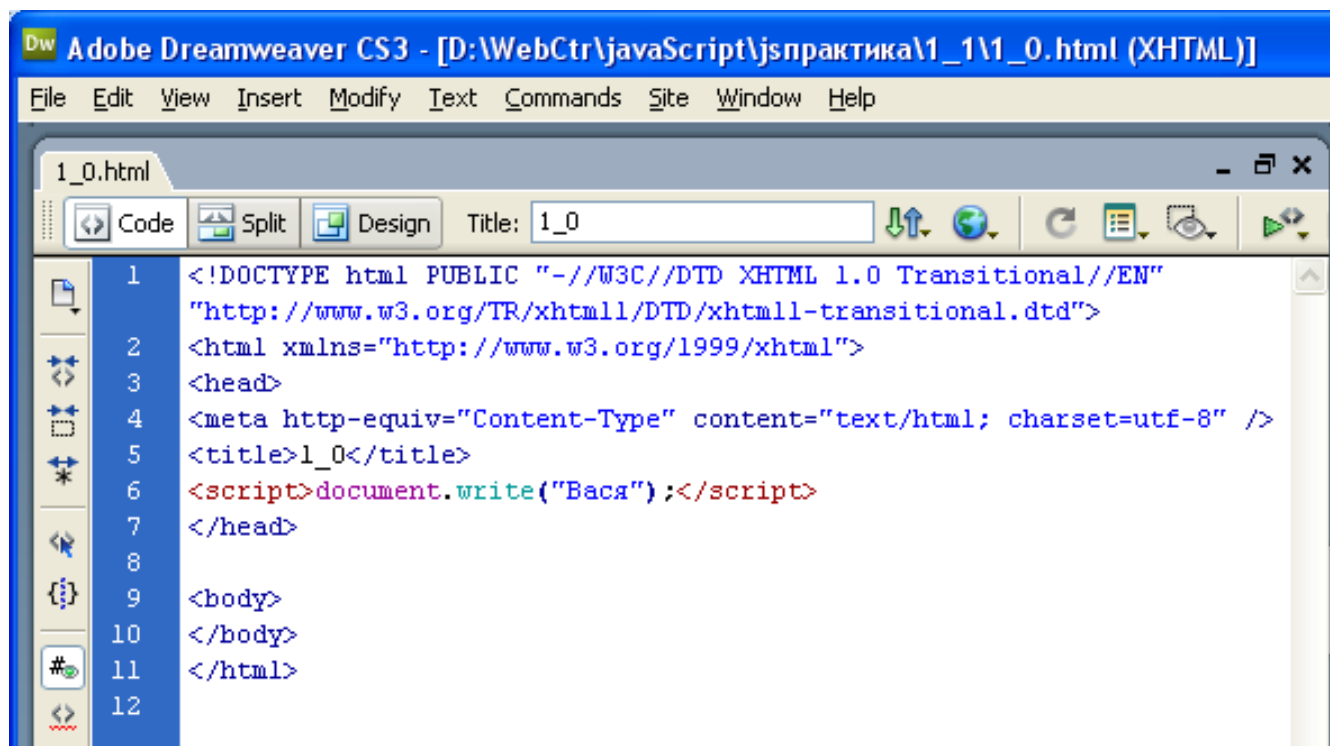 Dw Adobe Dreamweaver CS3 - [D:\WebCtr\javaScript\jsпрактика\1_1\1_0.html (XHTML)]
File Edit View Insert Modify Text Commands Site Window Help
1_0.html
Code Split Design Title: 1_0
1 <!DOCTYPE html PUBLIC "-//W3C//DTD XHTML 1.0 Transitional//EN"
"http://www.w3.org/TR/xhtml1/DTD/xhtml1-transitional.dtd">
2 <html xmlns="http://www.w3.org/1999/xhtml">
3 <head>
4 <meta http-equiv="Content-Type" content="text/html; charset=utf-8" />
5 <title>1_0</title>
6 <script>document.write("Вася");</script>
7 </head>
8
9 <body>
10 </body>
11 </html>
12